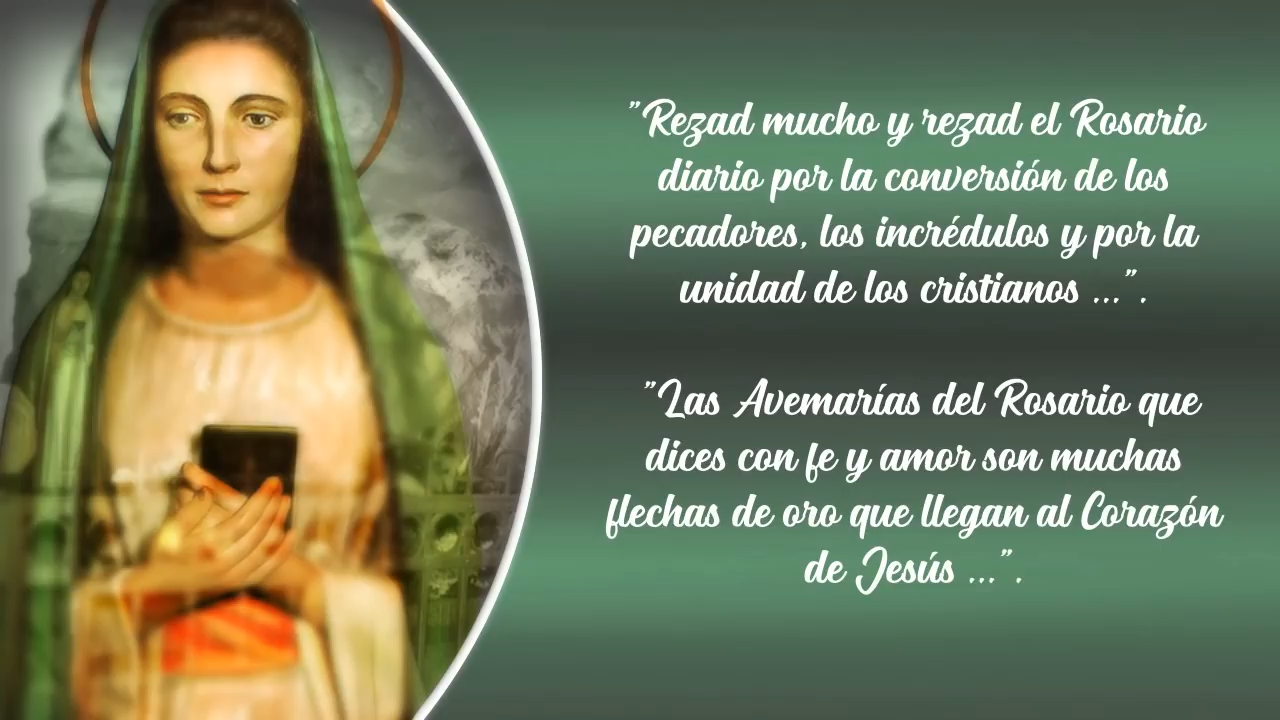 "Rezad mucho y rezad el Rosario
diario por la conversión de los
pecadores, los incrédulos y por la
unidad de los cristianos ...".
"Las Avemarías del Rosario que
dices con fe y amor son muchas
flechas de oro que llegan al Corazón
de Jesús ...".